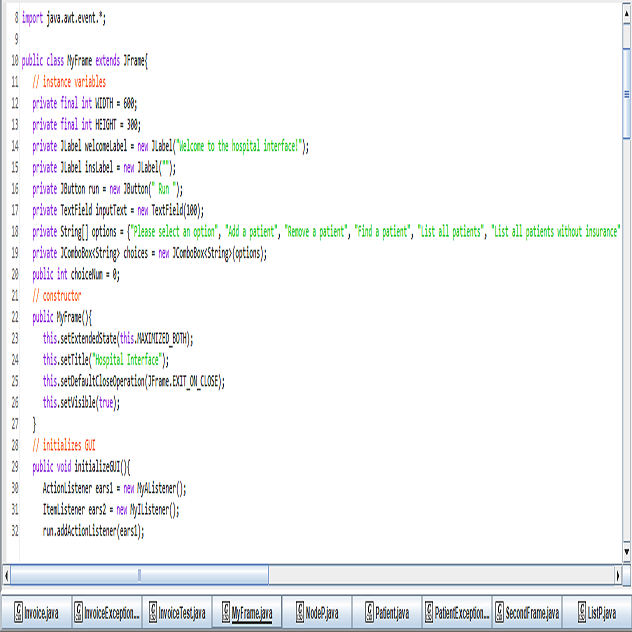 8 import java.awt.event.*;
9
10 public class MyFrame extends JFrame{
11 // instance variables
12 private final int WIDTH = 600;
13 private final int HEIGHT = 300;
14 private JLabel welcomeLabel = new JLabel("Welcome to the hospital interface!");
15 private JLabel insLabel = new JLabel("");
16 private JButton run = new JButton(" Run ");
17 private TextField inputText = new TextField(100);
18 private String[] options = {"Please select an option", "Add a patient", "Remove a patient", "Find a patient", "List all patients", "List all patients without insurance"
19 private JComboBox<String> choices = new JComboBox<String>(options);
20 public int choiceNum = 0;
21 // constructor
22 public MyFrame(){
23 this.setExtendedState(this.MAXIMIZED_BOTH);
24 this.setTitle("Hospital Interface");
25 this.setDefaultCloseOperation(JFrame.EXIT_ON_CLOSE);
26 this.setVisible(true);
27 }
28 // initializes GUI
29 public void initializeGUI(){
30 ActionListener ears1 = new MyAListener();
31 ItemListener ears2 = new MyIListener();
32 run.addActionListener(ears1);
Invoice.java InvoiceException.... InvoiceTest.java MyFrame.java NodeP.java Patient.java PatientException.... SecondFrame.java ListP.java